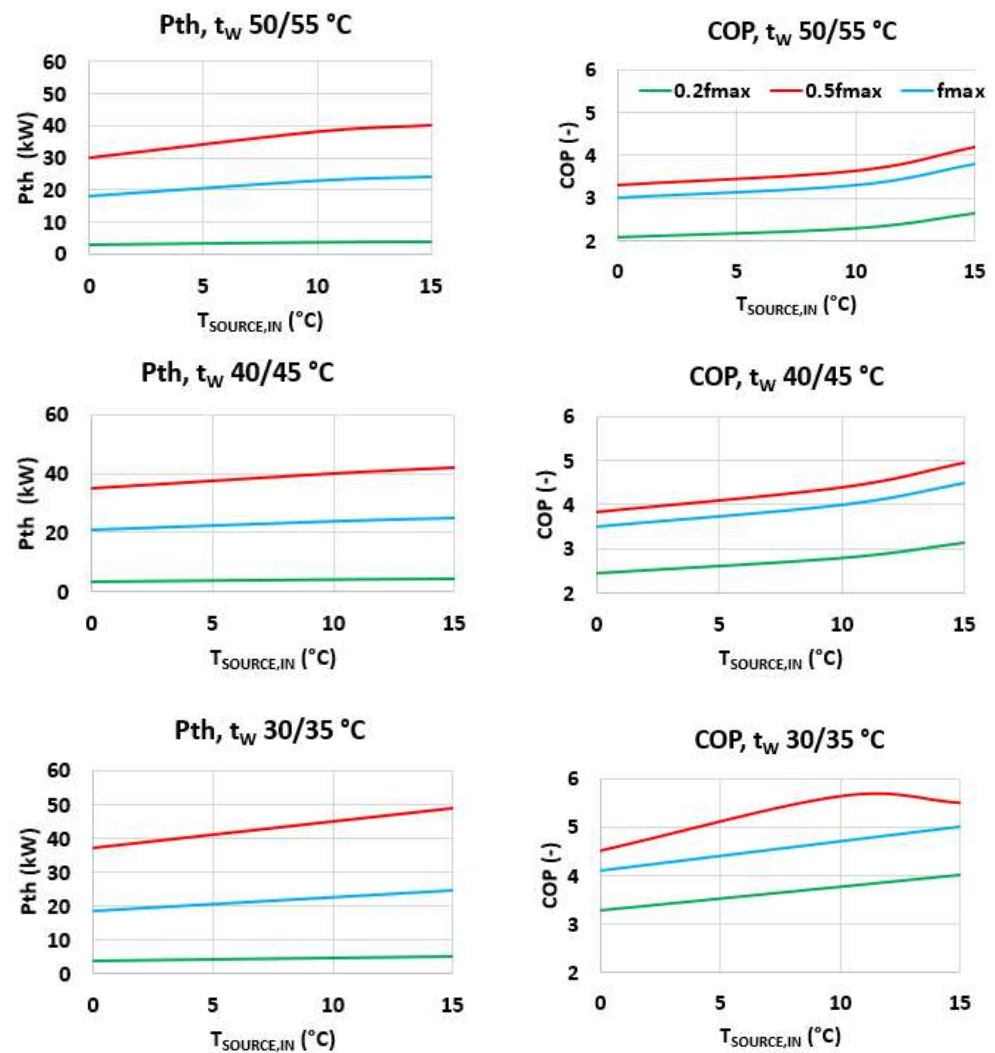 Pth, tW 50/55 °C
60
50
40
30
20
10
0
Pth (kW)
0 5 10 15
TSOURCE,IN (°C)
COP, tW 50/55 °C
0.2fmax 0.5fmax fmax
6
5
4
3
2
COP (-)
0 5 10 15
TSOURCE,IN (°C)
Pth, tW 40/45 °C
60
40
20
0
Pth (kW)
0 5 10 15
TSOURCE,IN (°C)
COP, tW 40/45 °C
6
5
4
3
2
COP (-)
0 5 10 15
TSOURCE,IN (°C)
Pth, tW 30/35 °C
60
50
40
30
20
10
0
Pth (kW)
0 5 10 15
TSOURCE,IN (°C)
COP, tW 30/35 °C
6
5
4
3
2
COP (-)
0 5 10 15
TSOURCE,IN (°C)